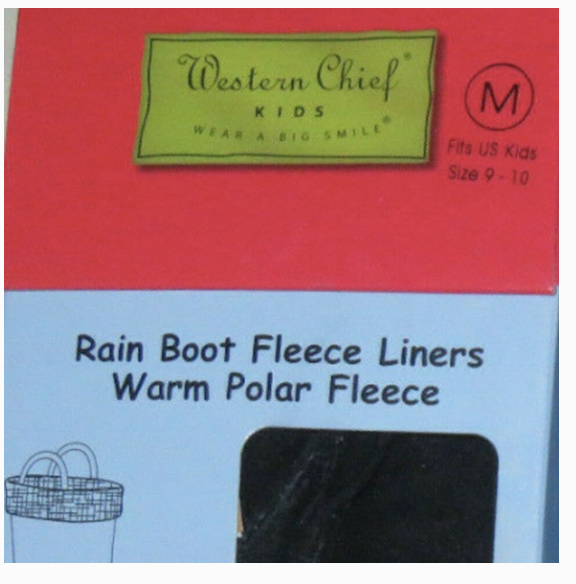 Western Chief®
KIDS
WEAR A BIG SMILE®
M
Fits US Kids
Size 9 - 10
Rain Boot Fleece Liners
Warm Polar Fleece